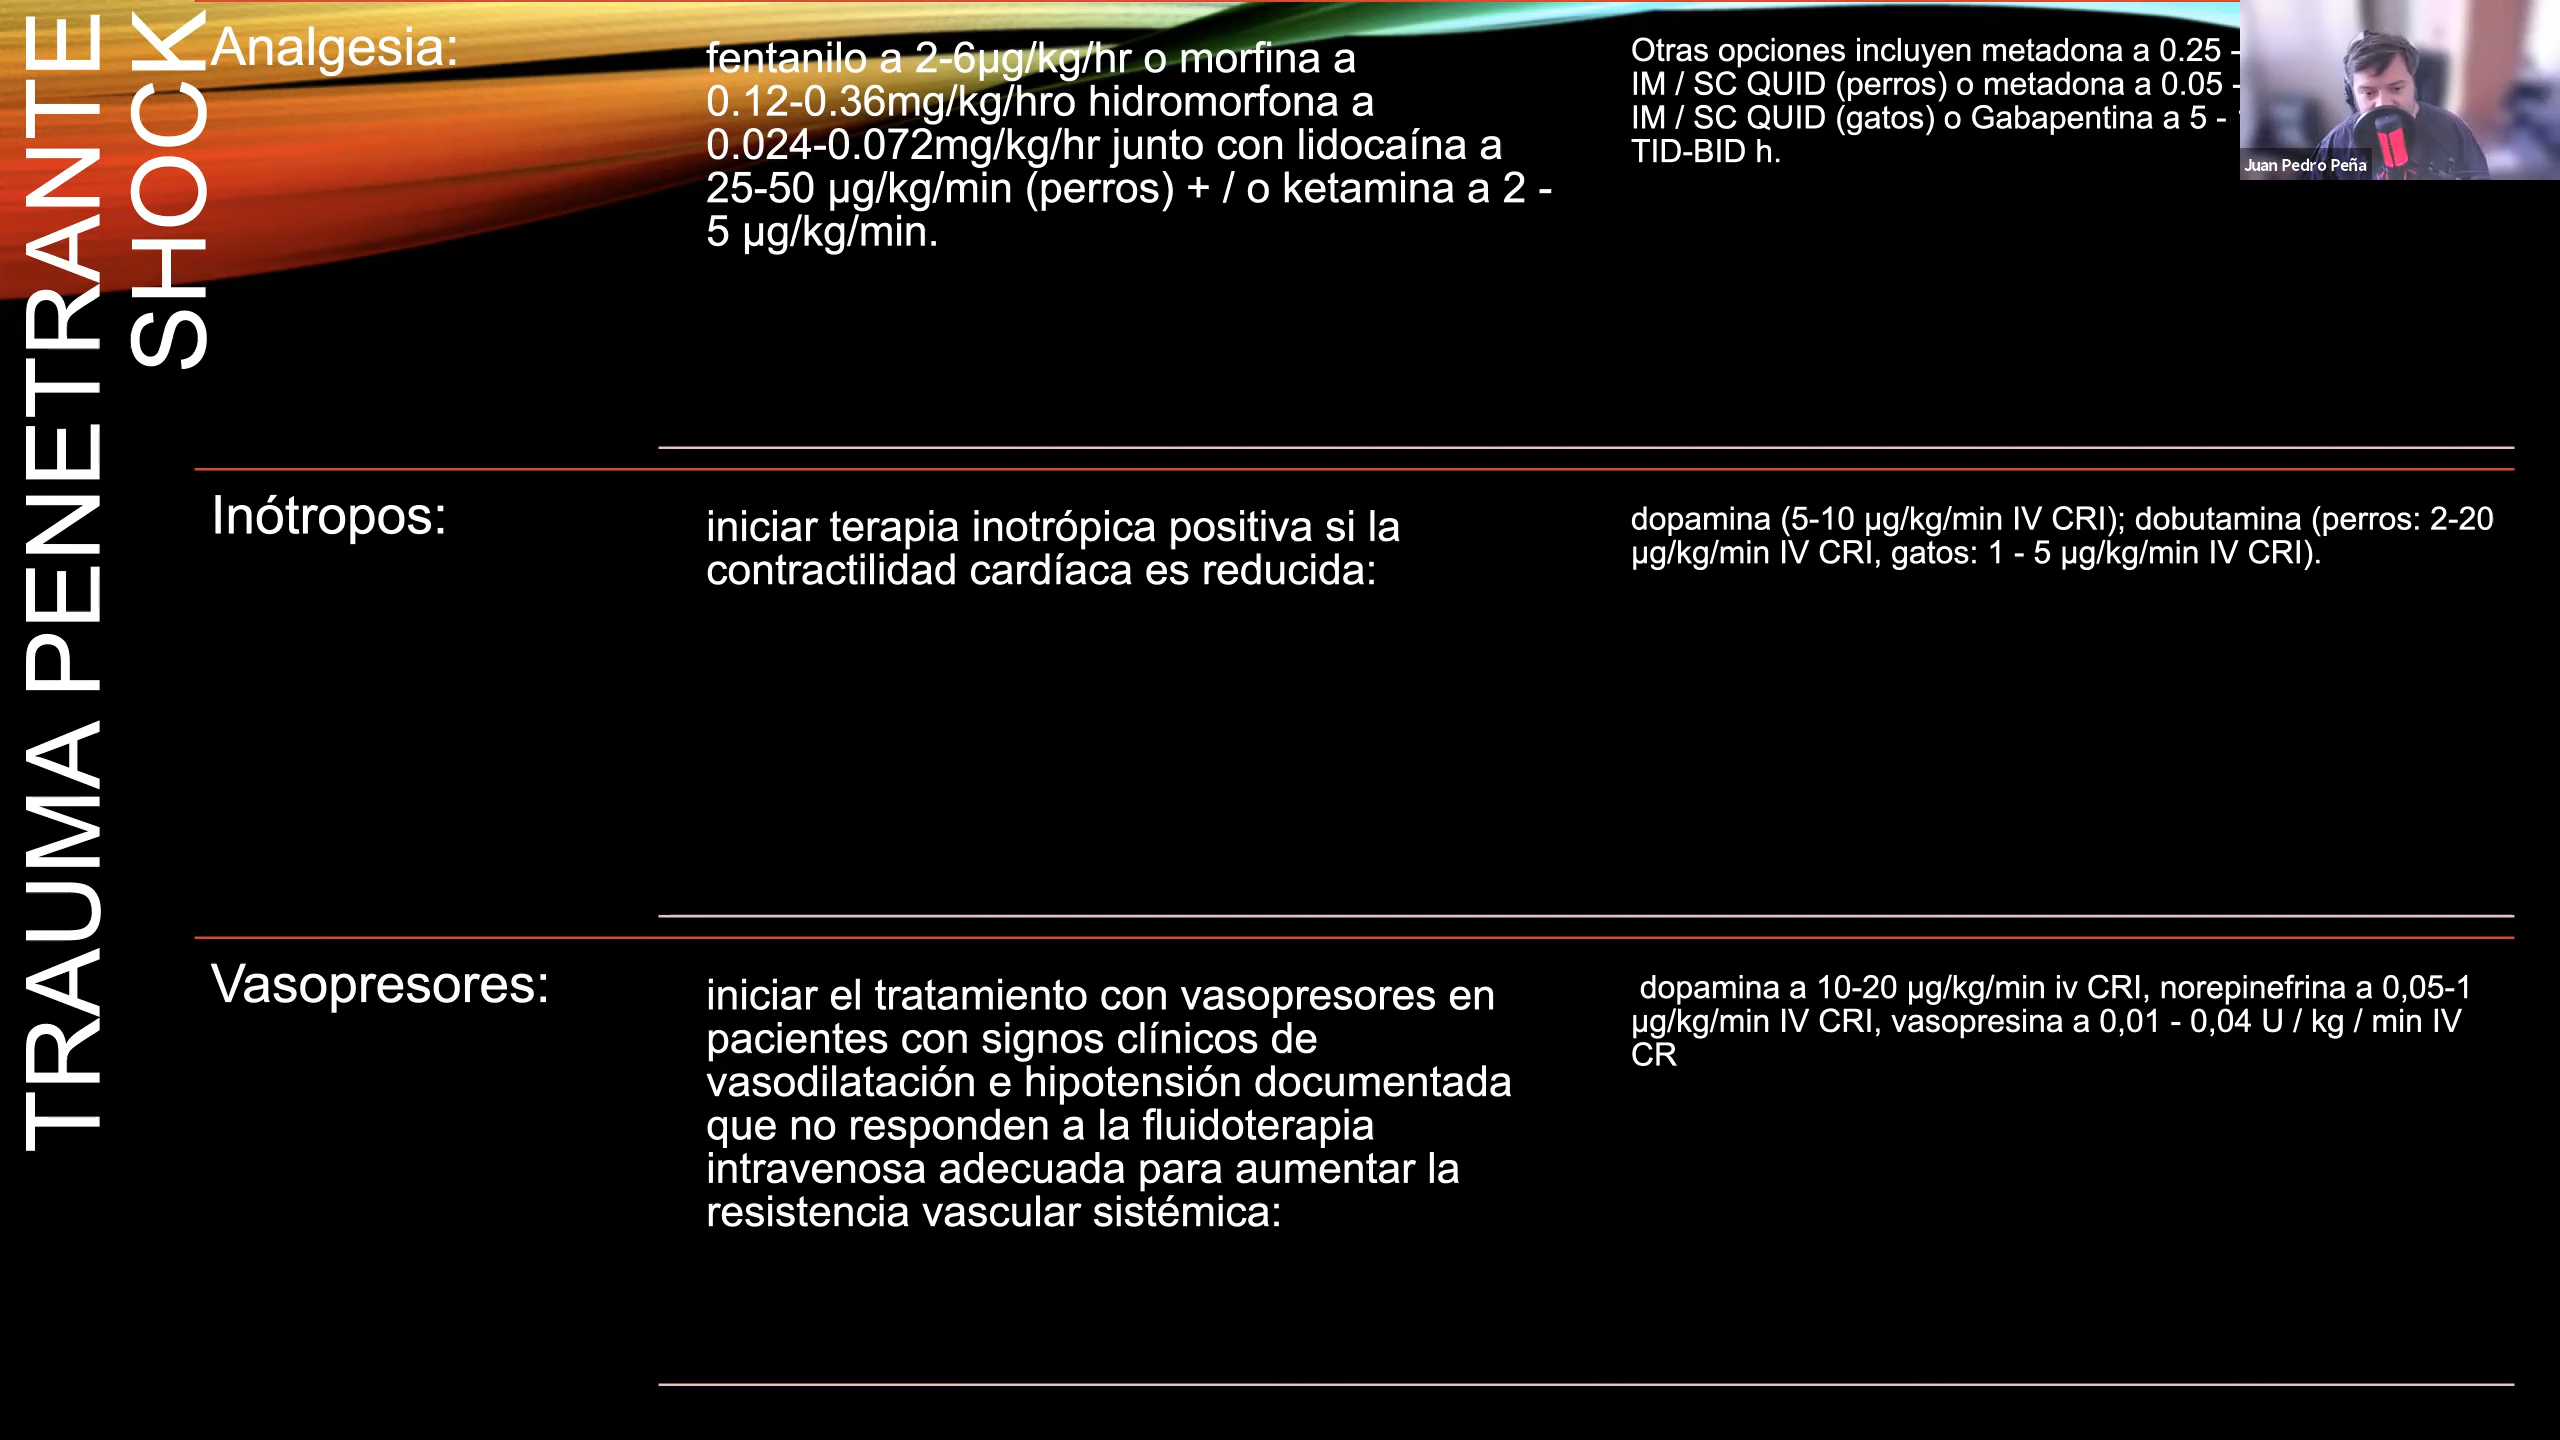 TRAUMA PENETRANTE
SHOCK
Analgesia:
fentanilo a 2-6µg/kg/hr o morfina a
0.12-0.36mg/kg/hro hidromorfona a
0.024-0.072mg/kg/hr junto con lidocaína a
25-50 µg/kg/min (perros) + / o ketamina a 2 -
5 µg/kg/min.
Otras opciones incluyen metadona a 0.25 -
IM / SC QUID (perros) o metadona a 0.05 -
IM / SC QUID (gatos) o Gabapentina a 5 -
TID-BID h.
Juan Pedro Peña
Inótropos:
iniciar terapia inotrópica positiva si la
contractilidad cardíaca es reducida:
dopamina (5-10 µg/kg/min IV CRI); dobutamina (perros: 2-20
µg/kg/min IV CRI, gatos: 1 - 5 µg/kg/min IV CRI).
Vasopresores:
iniciar el tratamiento con vasopresores en
pacientes con signos clínicos de
vasodilatación e hipotensión documentada
que no responden a la fluidoterapia
intravenosa adecuada para aumentar la
resistencia vascular sistémica:
dopamina a 10-20 µg/kg/min iv CRI, norepinefrina a 0,05-1
µg/kg/min IV CRI, vasopresina a 0,01 - 0,04 U / kg / min IV
CR